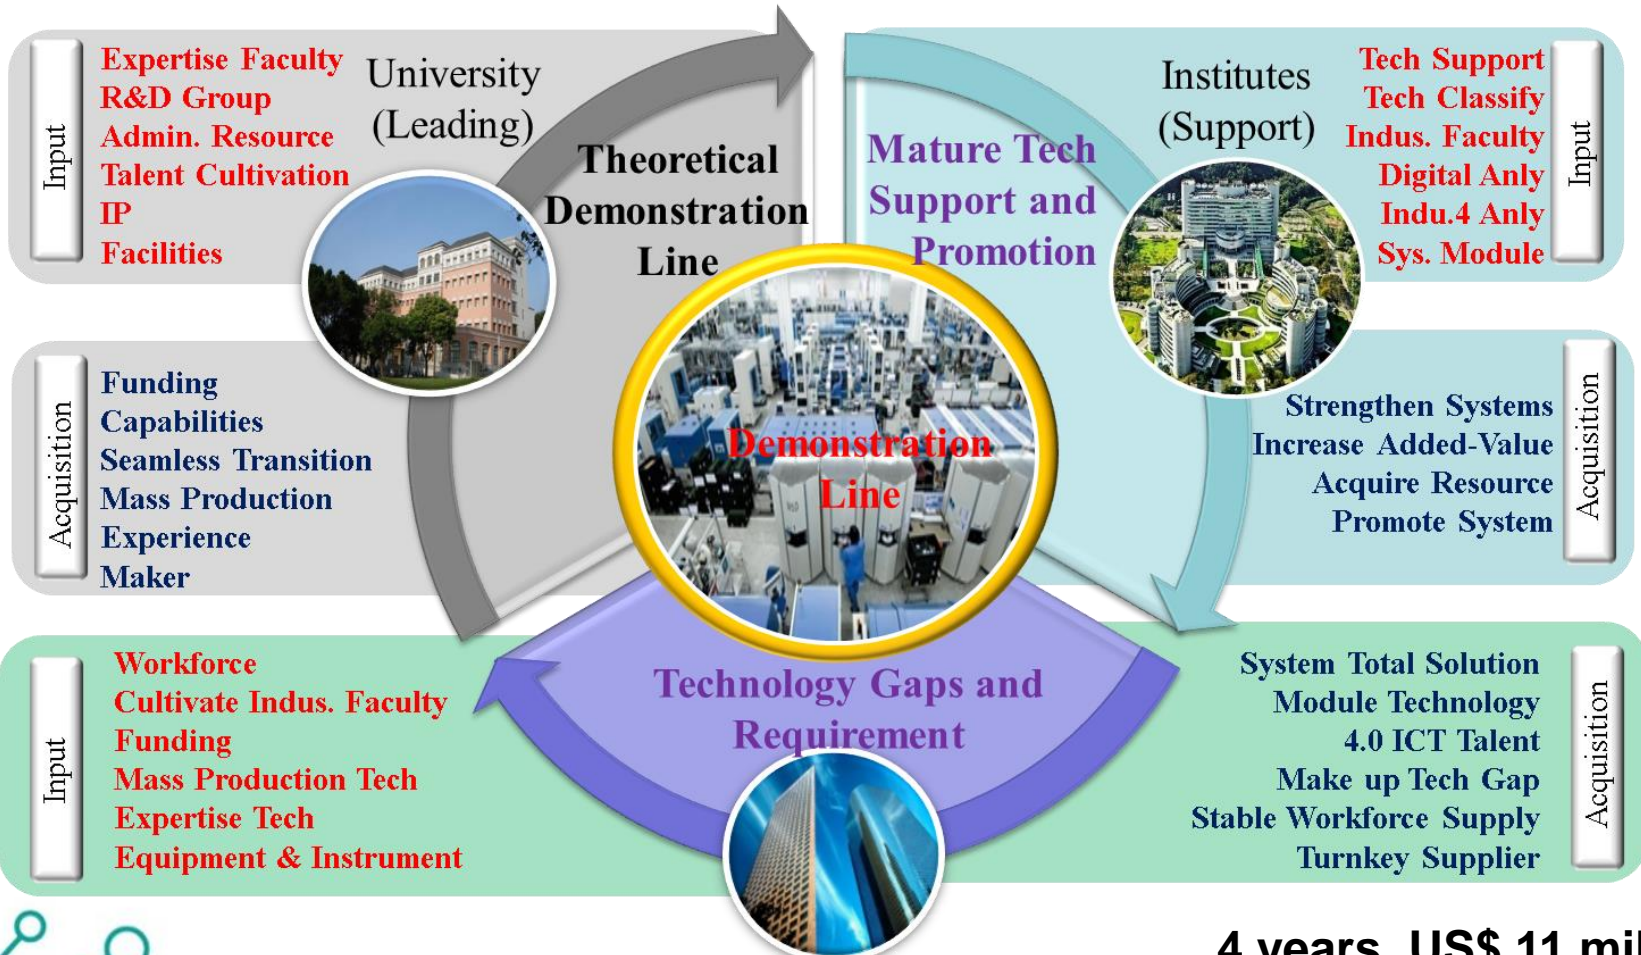 Input
Expertise Faculty
R&D Group
Admin. Resource
Talent Cultivation
IP
Facilities
University
(Leading)
Theoretical
Demonstration
Line
Mature Tech
Support and
Promotion
Institutes
(Support)
Tech Support
Tech Classify
Indus. Faculty
Digital Anly
Indu.4 Anly
Sys. Module
Input
Acquisition
Funding
Capabilities
Seamless Transition
Mass Production
Experience
Maker
Demonstration
Line
Strengthen Systems
Increase Added-Value
Acquire Resource
Promote System
Acquisition
Input
Workforce
Cultivate Indus. Faculty
Funding
Mass Production Tech
Expertise Tech
Equipment & Instrument
Technology Gaps and
Requirement
System Total Solution
Module Technology
4.0 ICT Talent
Make up Tech Gap
Stable Workforce Supply
Turnkey Supplier
Acquisition
4 years, US$ 11